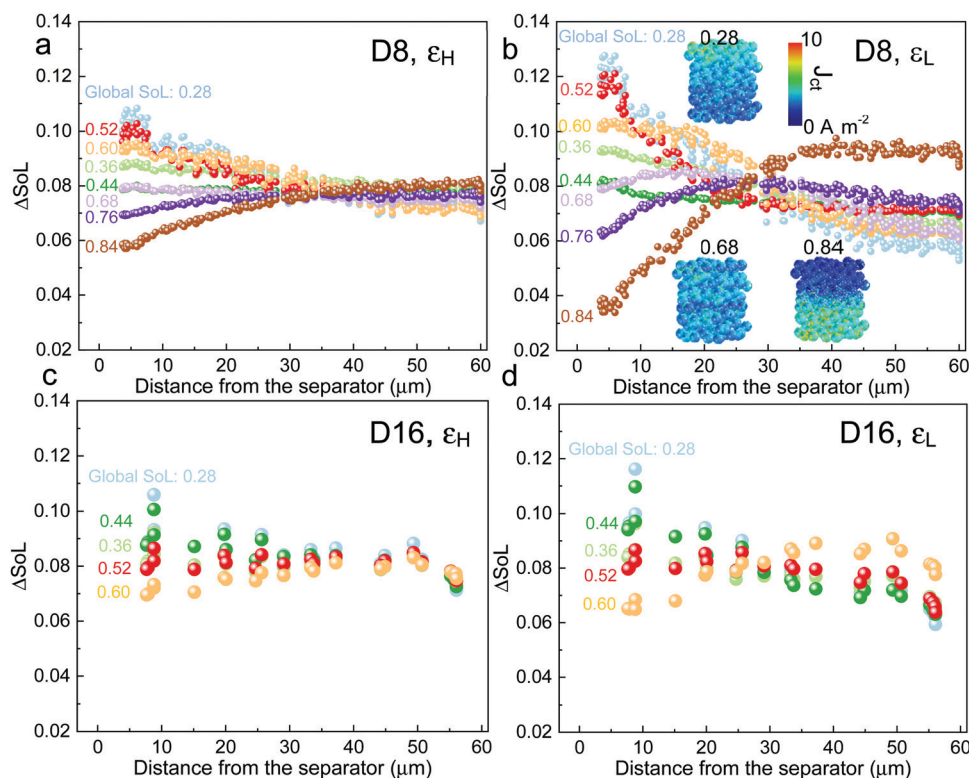 a
D8, εH
0.14
0.12
0.10
0.08
0.06
0.04
0.02
ΔSoL
Global SoL: 0.28
0.52
0.60
0.36
0.44
0.68
0.76
0.84
0 10 20 30 40 50 60
Distance from the separator (μm)
b
D8, εL
0.14
0.12
0.10
0.08
0.06
0.04
0.02
ΔSoL
Global SoL: 0.28
0.28
10
Jct
0 A m-2
0.52
0.60
0.36
0.44
0.68
0.76
0.84
0.68
0.84
0 10 20 30 40 50 60
Distance from the separator (μm)
c
D16, εH
0.14
0.12
0.10
0.08
0.06
0.04
0.02
ΔSoL
Global SoL: 0.28
0.44
0.36
0.52
0.60
0 10 20 30 40 50 60
Distance from the separator (μm)
d
D16, εL
0.14
0.12
0.10
0.08
0.06
0.04
0.02
ΔSoL
Global SoL: 0.28
0.44
0.36
0.52
0.60
0 10 20 30 40 50 60
Distance from the separator (μm)